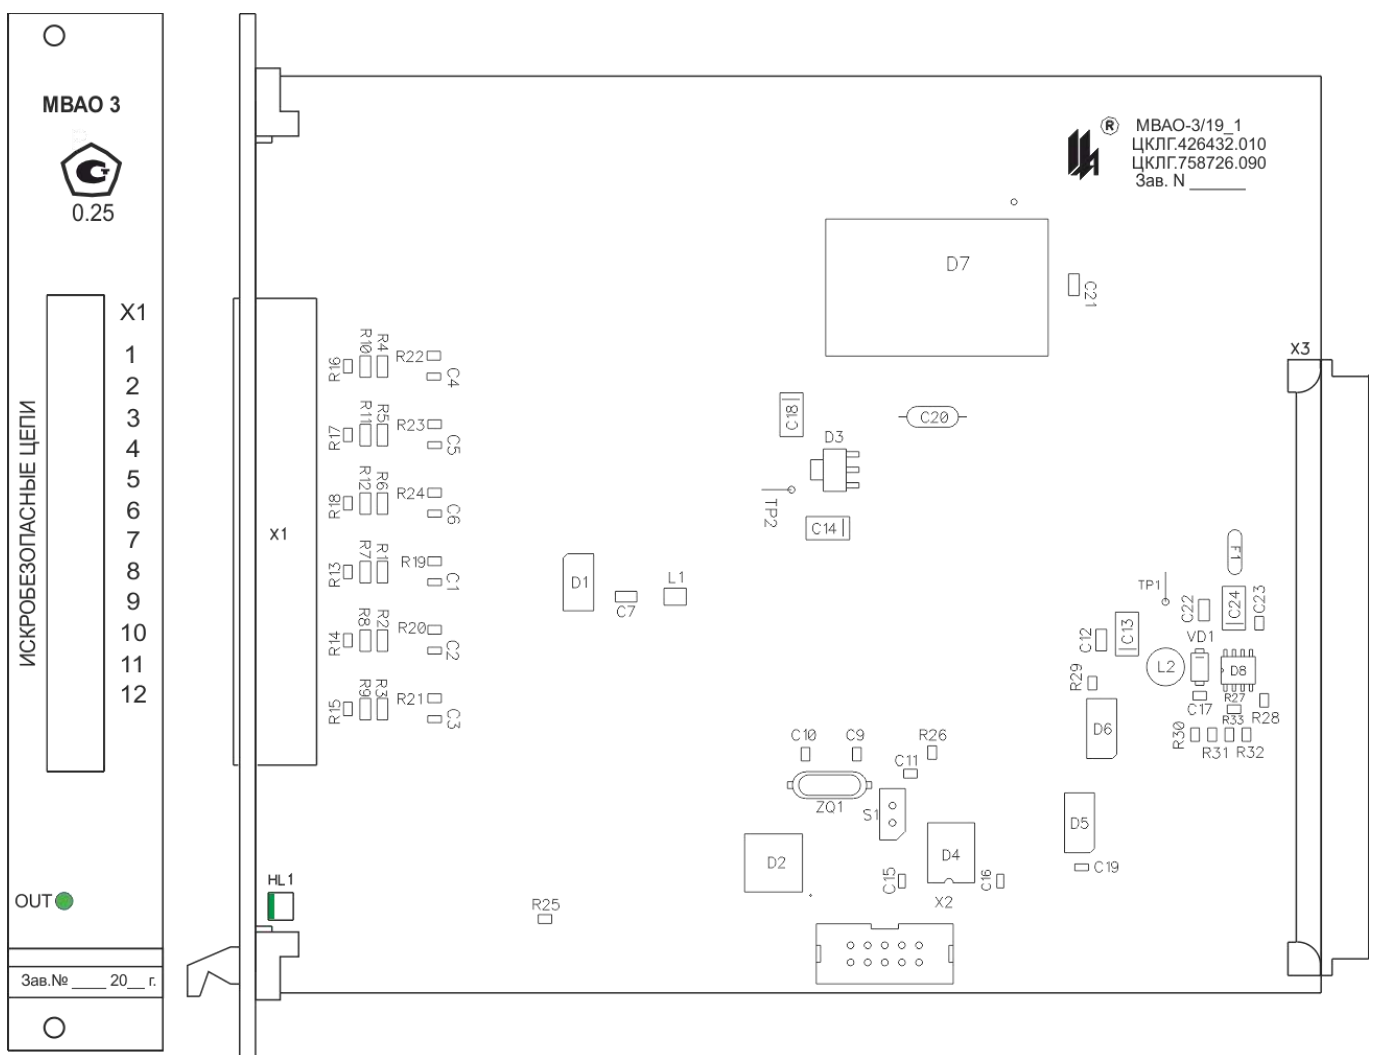 МВАО 3
0.25
X1
1
2
3
4
5
6
7
8
9
10
11
12
ИСКРОБЕЗОПАСНЫЕ ЦЕПИ
OUT
Зав.№ ____ 20__ г.
® МВАО-3/19_1
ЦКЛГ.426432.010
ЦКЛГ.758726.090
Зав. N ______
D7
C21
X3
R16 R10 R4 R22 C4
R17 R11 R5 R23 C5
R18 R12 R6 R24 C6
X1
R13 R7 R1 R19 C1
R14 R8 R2 R20 C2
R15 R9 R3 R21 C3
C18
C20
D3
TP2
C14
D1
C7
L1
F1
TP1
C22
C24
C23
C12
C13
VD1
L2
D8
R29
C17
R27
R28
D6
R30
R33
R31 R32
C10
C9
R26
C11
ZQ1
S1
D5
D2
D4
C19
C15
C16
HL1
R25
X2